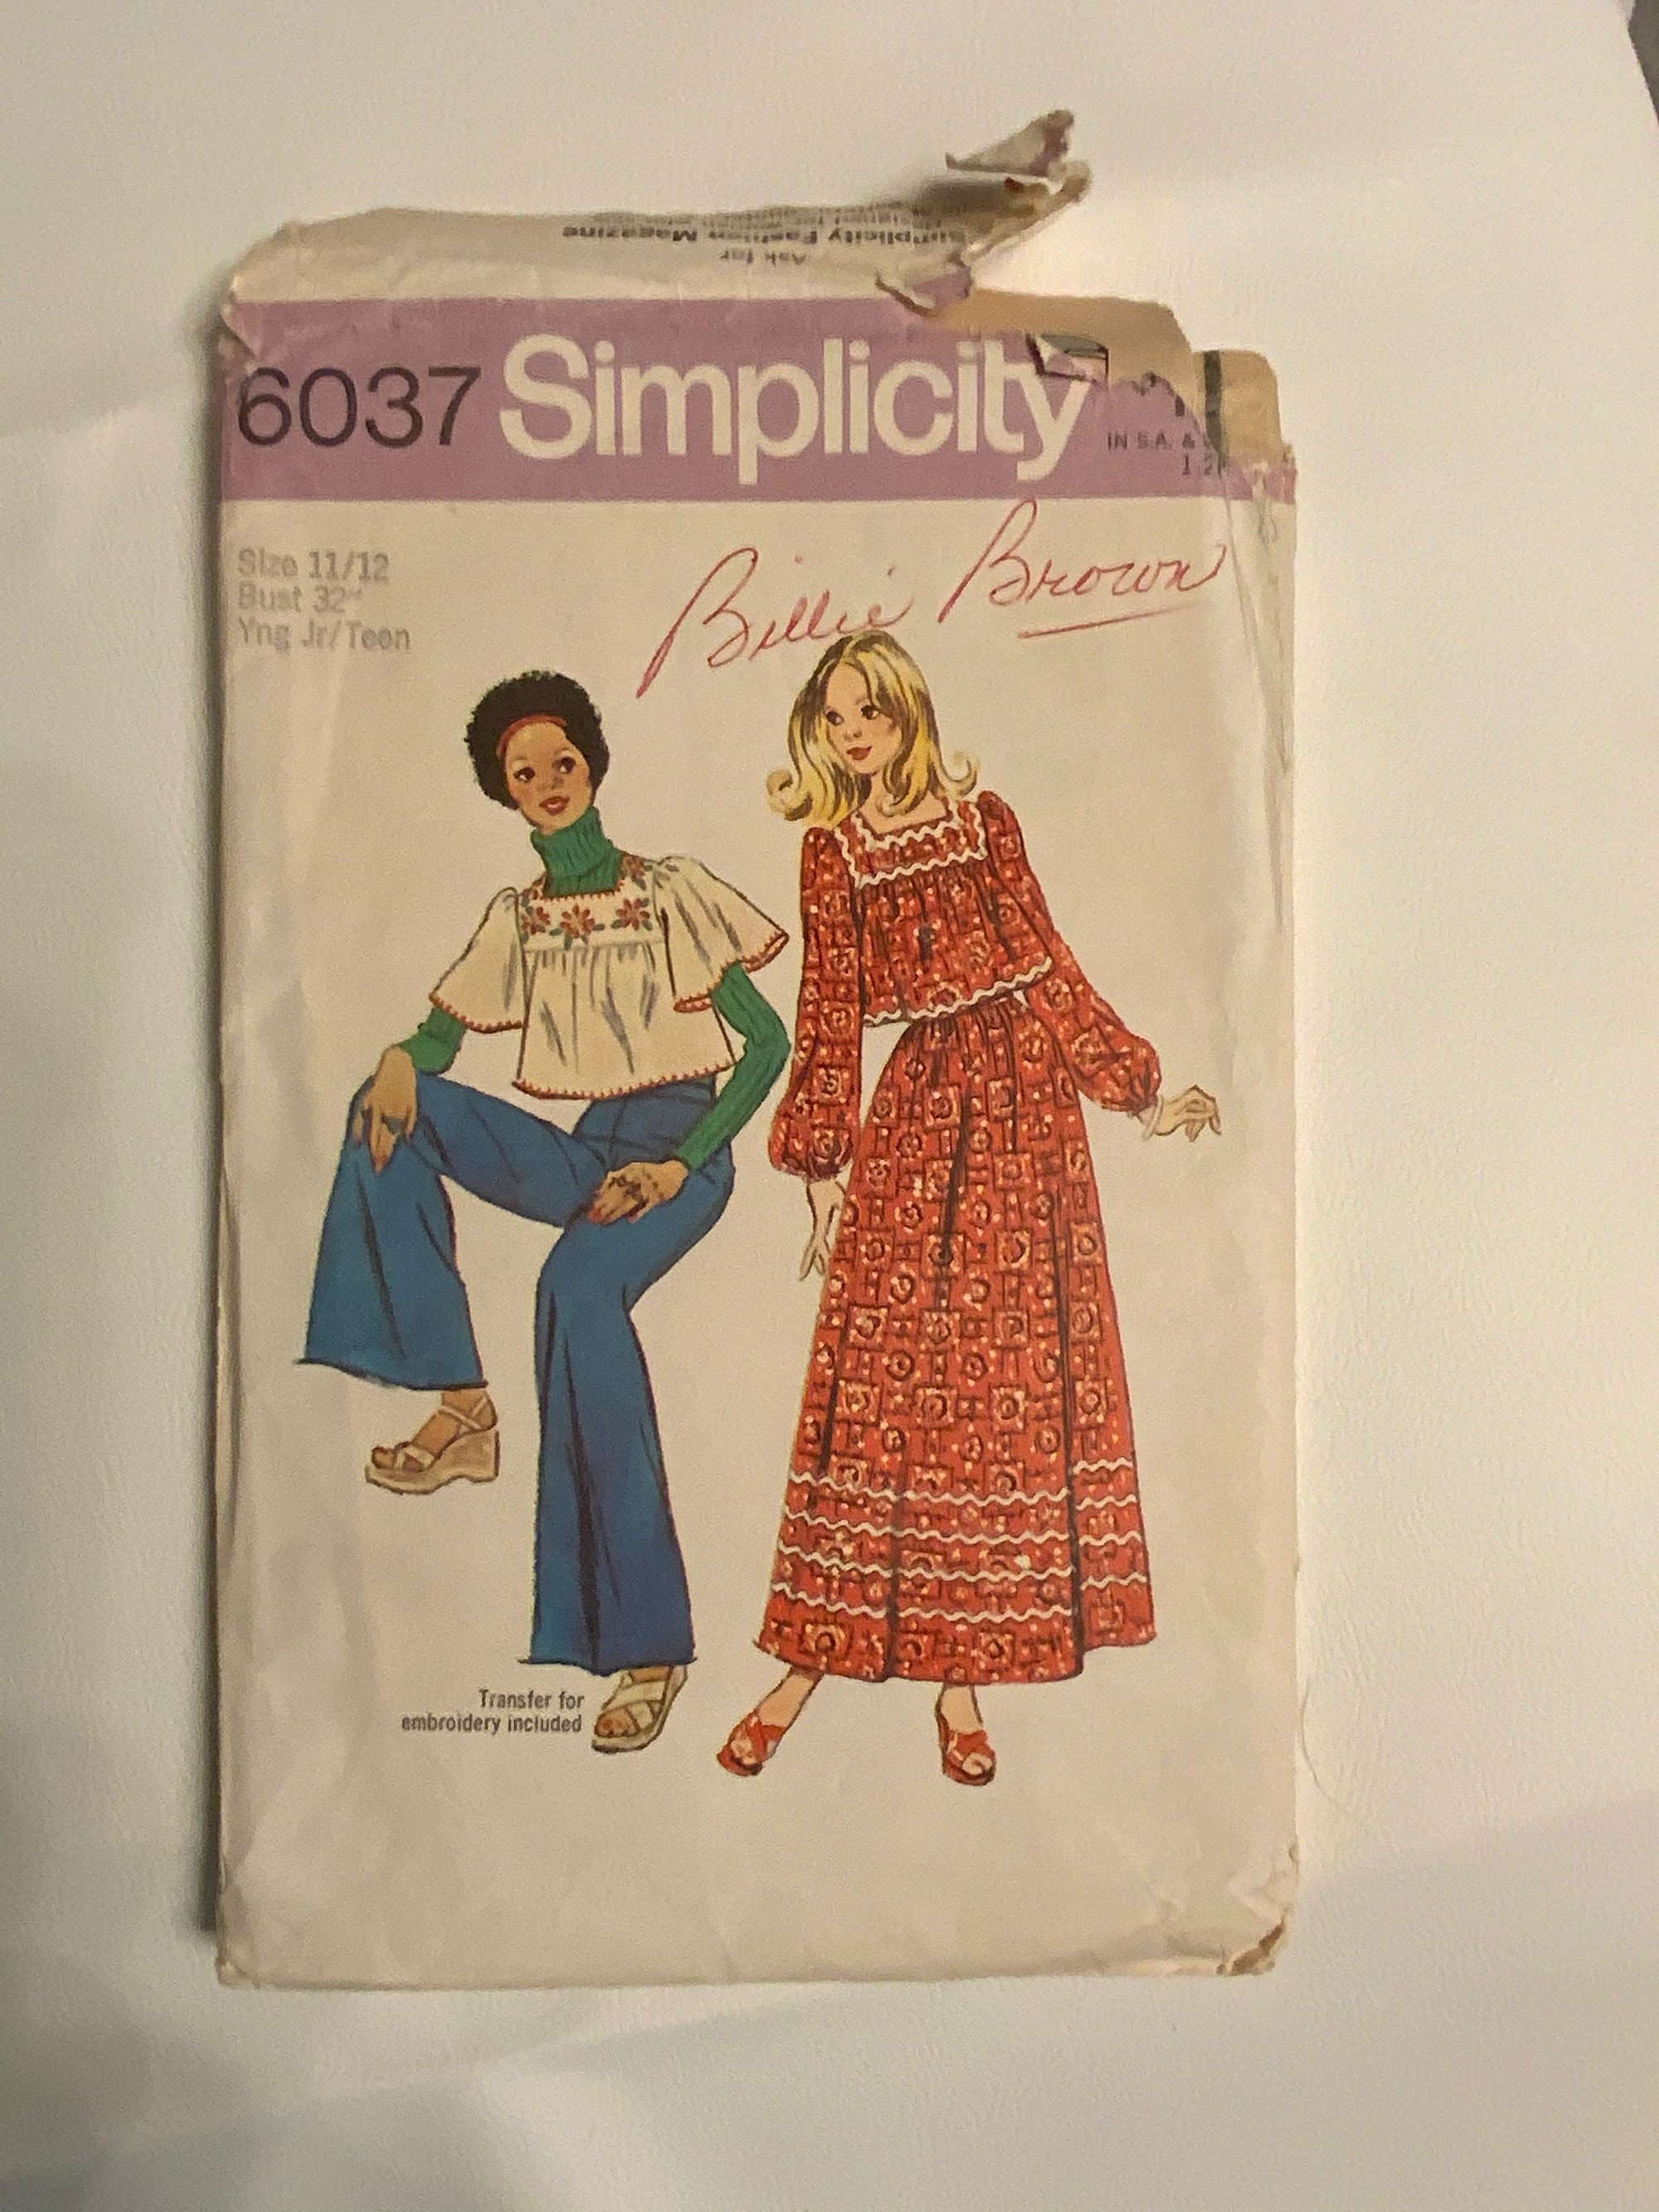 Ask for
Simplicity Fashion Magazine
6037 Simplicity
IN S.A. &
Size 11/12
Bust 32"
Yng Jr/Teen
Billie Brown
Transfer for
embroidery included